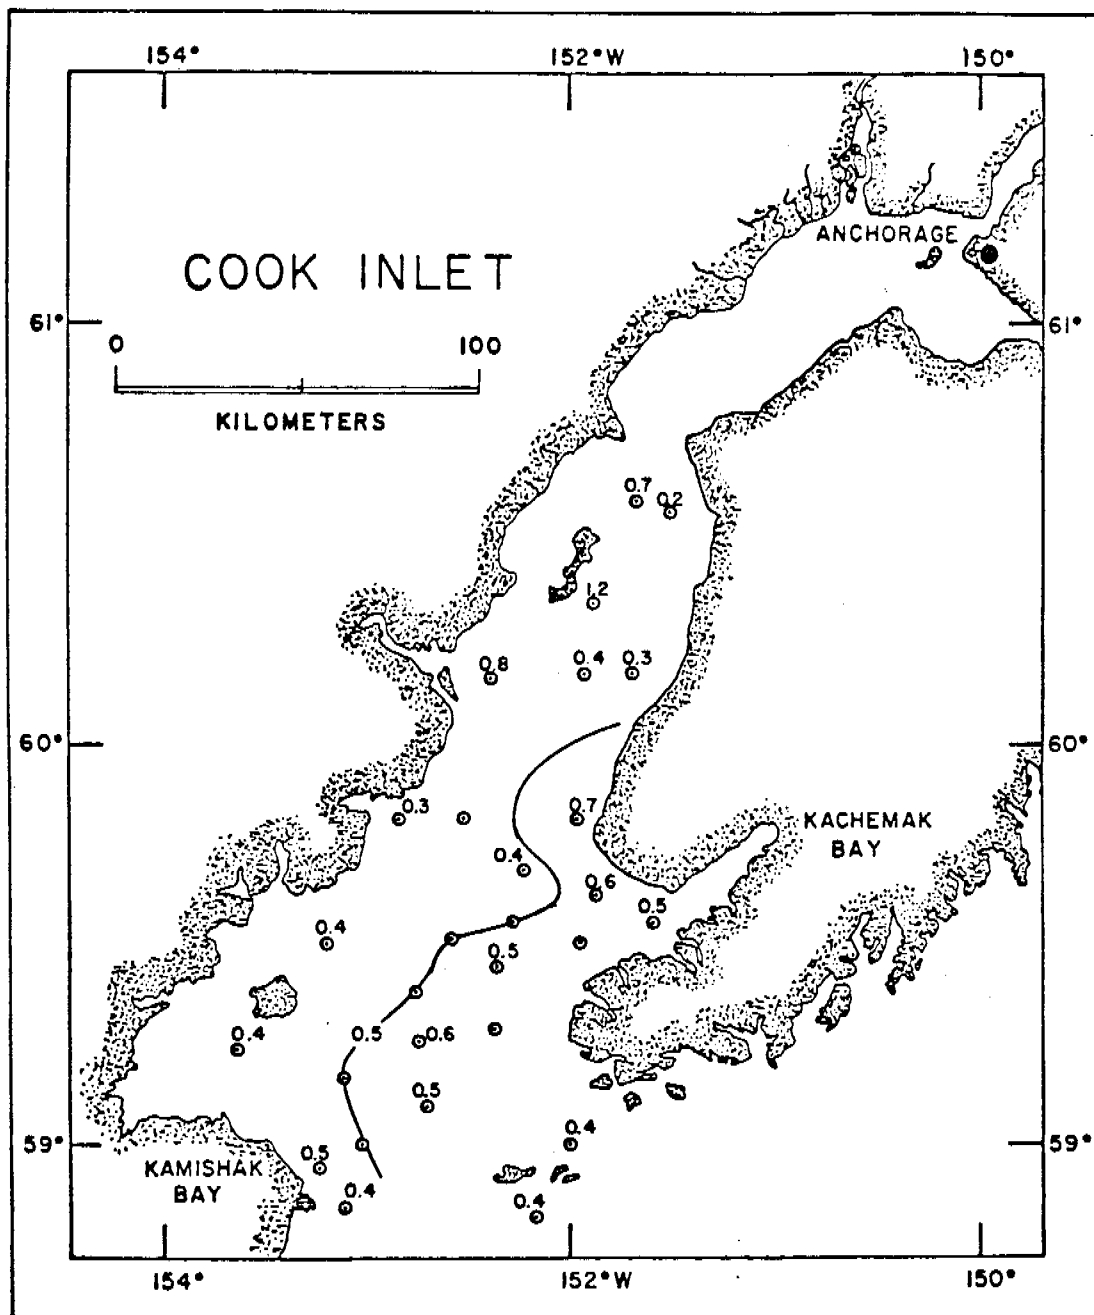 154° 152°W 150°
ANCHORAGE
COOK INLET
61° 61°
0 100
KILOMETERS
0.7 0.2
1.2
0.8 0.4 0.3
60° 60°
0.3 0.7
KACHEMAK
BAY
0.4
0.6
0.5
0.4
0.5
0.4 0.5 0.6
0.5
0.4
59° 59°
0.5
KAMISHAK
BAY
0.4
0.4
154° 152°W 150°